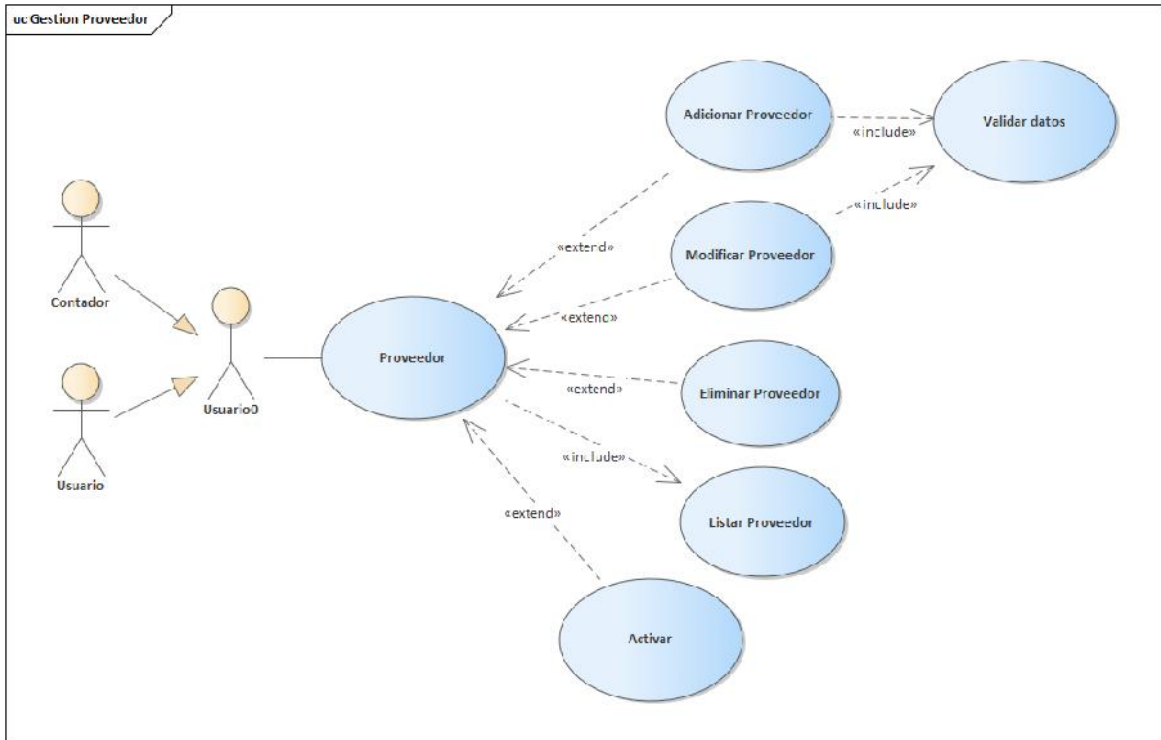 uc Gestion Proveedor
Adicionar Proveedor
«include»
Validar datos
«include»
«extend»
Modificar Proveedor
Contador
«extend»
Proveedor
Usuario0
«extend»
Eliminar Proveedor
Usuario
«include»
Listar Proveedor
«extend»
Activar